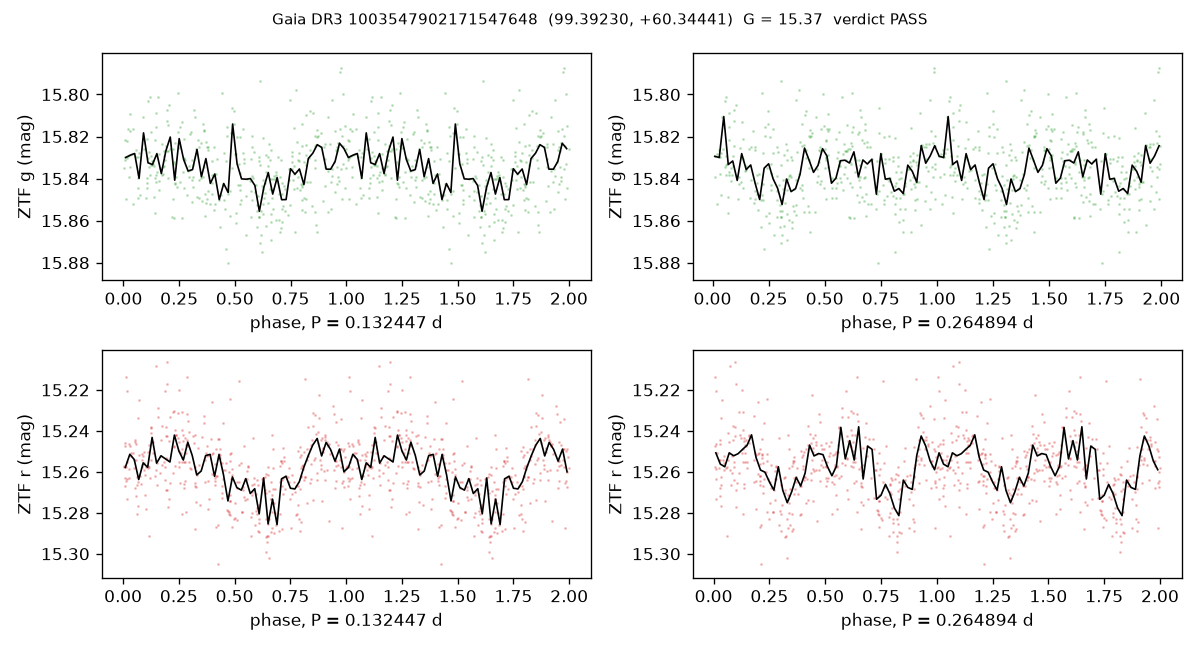 Gaia DR3 1003547902171547648  (99.39230, +60.34441)  G = 15.37  verdict PASS
ZTF g (mag)
15.80
15.82
15.84
15.86
15.88
0.00 0.25 0.50 0.75 1.00 1.25 1.50 1.75 2.00
phase, P = 0.132447 d
ZTF g (mag)
15.80
15.82
15.84
15.86
15.88
0.00 0.25 0.50 0.75 1.00 1.25 1.50 1.75 2.00
phase, P = 0.264894 d
ZTF r (mag)
15.22
15.24
15.26
15.28
15.30
0.00 0.25 0.50 0.75 1.00 1.25 1.50 1.75 2.00
phase, P = 0.132447 d
ZTF r (mag)
15.22
15.24
15.26
15.28
15.30
0.00 0.25 0.50 0.75 1.00 1.25 1.50 1.75 2.00
phase, P = 0.264894 d